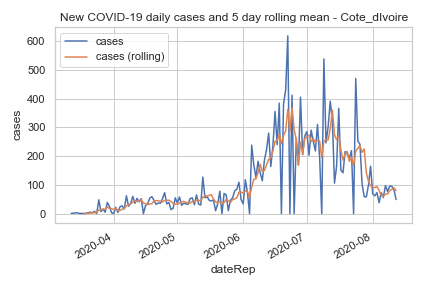 New COVID-19 daily cases and 5 day rolling mean - Cote_dIvoire
cases
cases (rolling)
600
500
400
300
200
100
0
cases
2020-04
2020-05
2020-06
2020-07
2020-08
dateRep